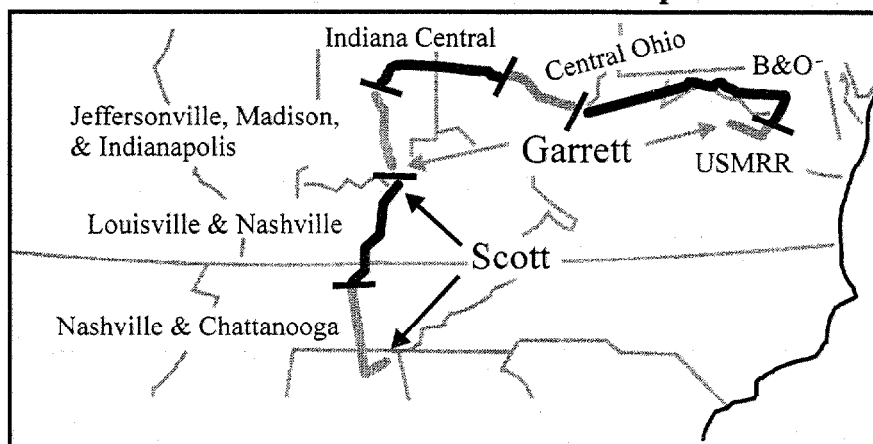 Indiana Central
Central Ohio
B&O
Jeffersonville, Madison,
& Indianapolis
Garrett
USMRR
Louisville & Nashville
Scott
Nashville & Chattanooga